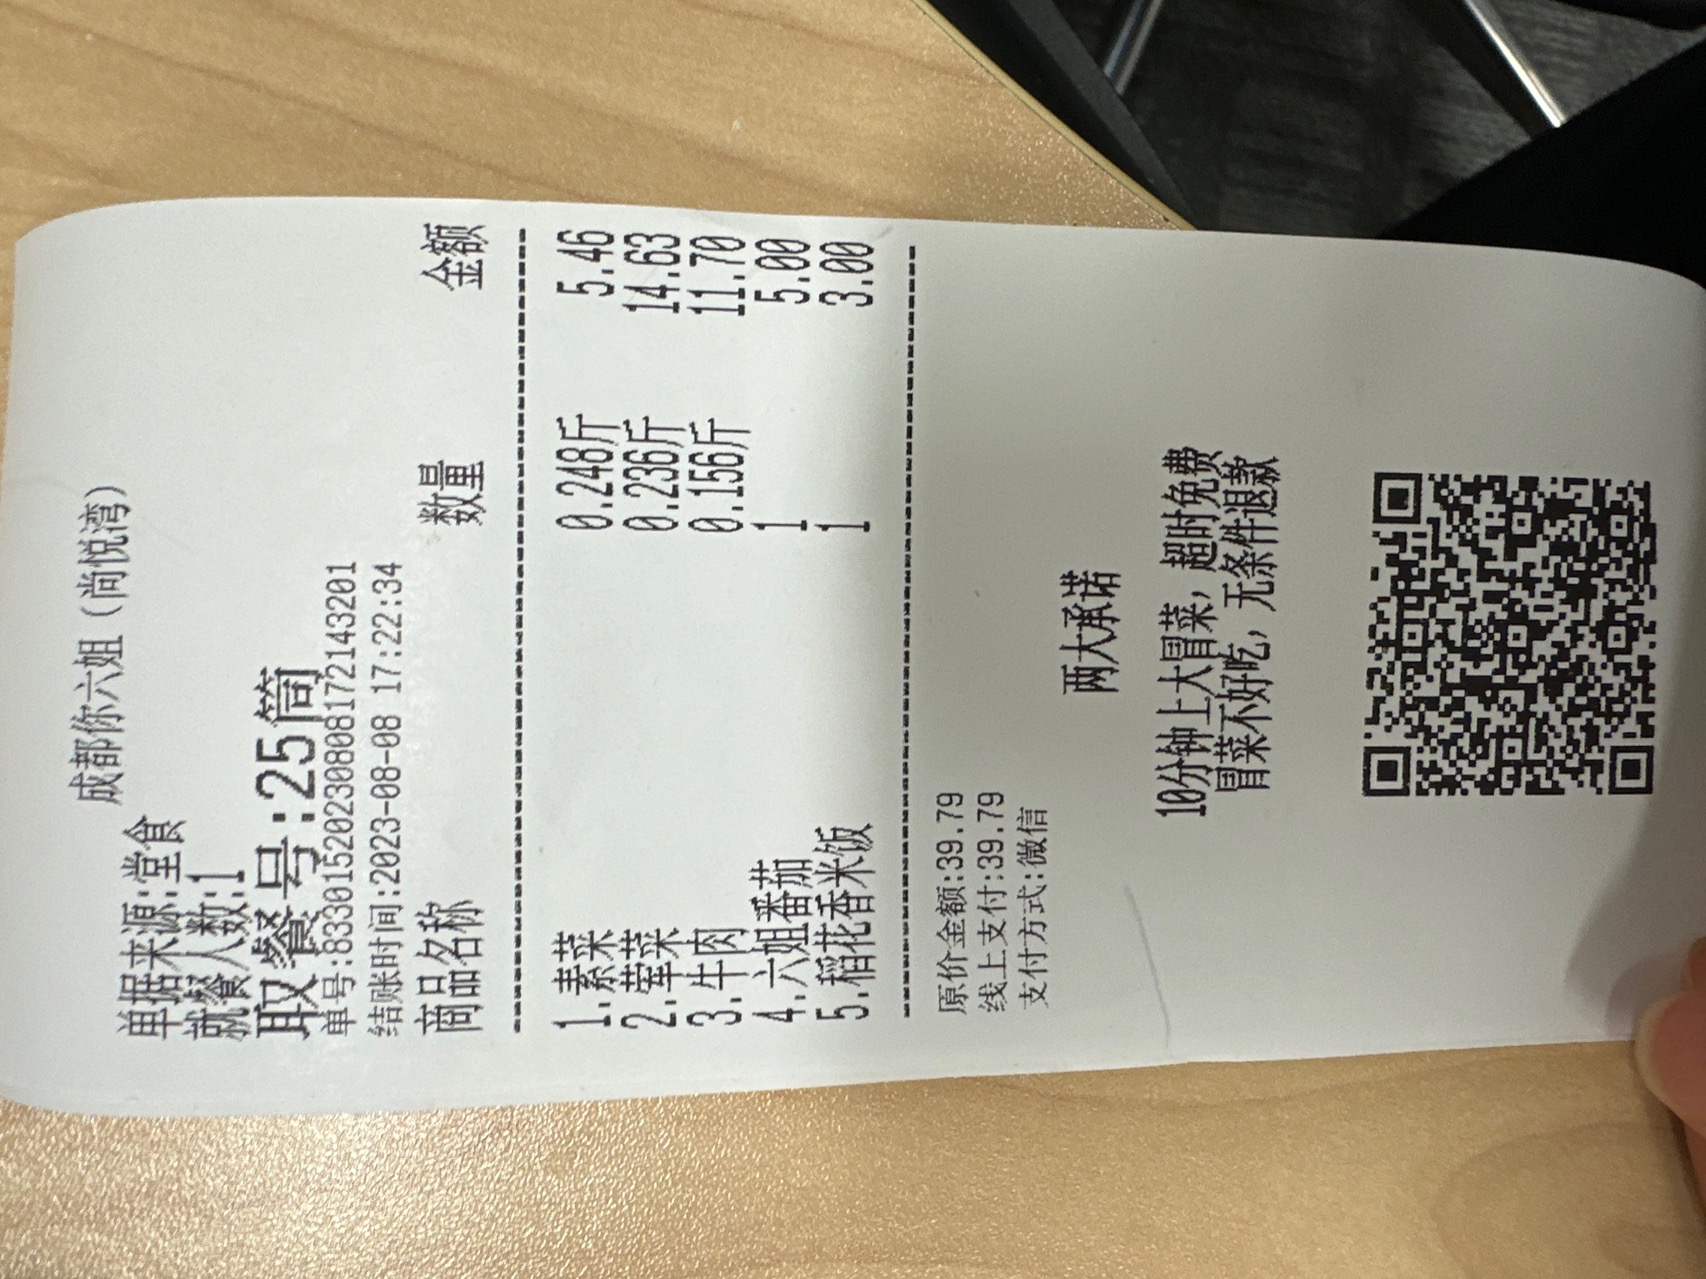 成都你六姐（尚悦湾）
单据来源:堂食
就餐人数:1
取餐号:25筒
单号:83301520230808172143201
结账时间:2023-08-08 17:22:34
商品名称 数量 金额
1.素菜 0.248斤 5.46
2.荤菜 0.236斤 14.63
3.牛肉 0.156斤 11.70
4.六姐番茄 1 5.00
5.稻花香米饭 1 3.00
原价金额:39.79
线上支付:39.79
支付方式:微信
两大承诺
10分钟上大冒菜，超时免费
冒菜不好吃，无条件退款